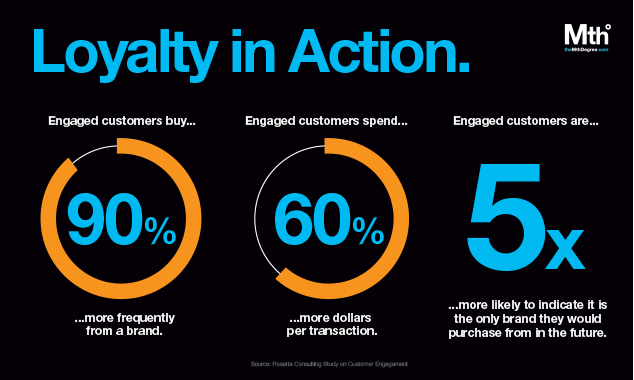 Loyalty in Action.
Mth°
theMthDegree.com
Engaged customers buy...
90%
...more frequently
from a brand.
Engaged customers spend...
60%
...more dollars
per transaction.
Engaged customers are...
5x
...more likely to indicate it is
the only brand they would
purchase from in the future.
Source: Rosetta Consulting Study on Customer Engagement